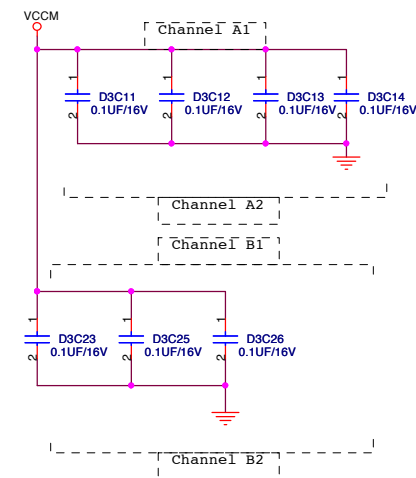 VCCM
Channel A1
1 1 1 1
D3C11 D3C12 D3C13 D3C14
0.1UF/16V 0.1UF/16V 0.1UF/16V 0.1UF/16V
2 2 2 2
Channel A2
Channel B1
1 1 1
D3C23 D3C25 D3C26
0.1UF/16V 0.1UF/16V 0.1UF/16V
2 2 2
Channel B2